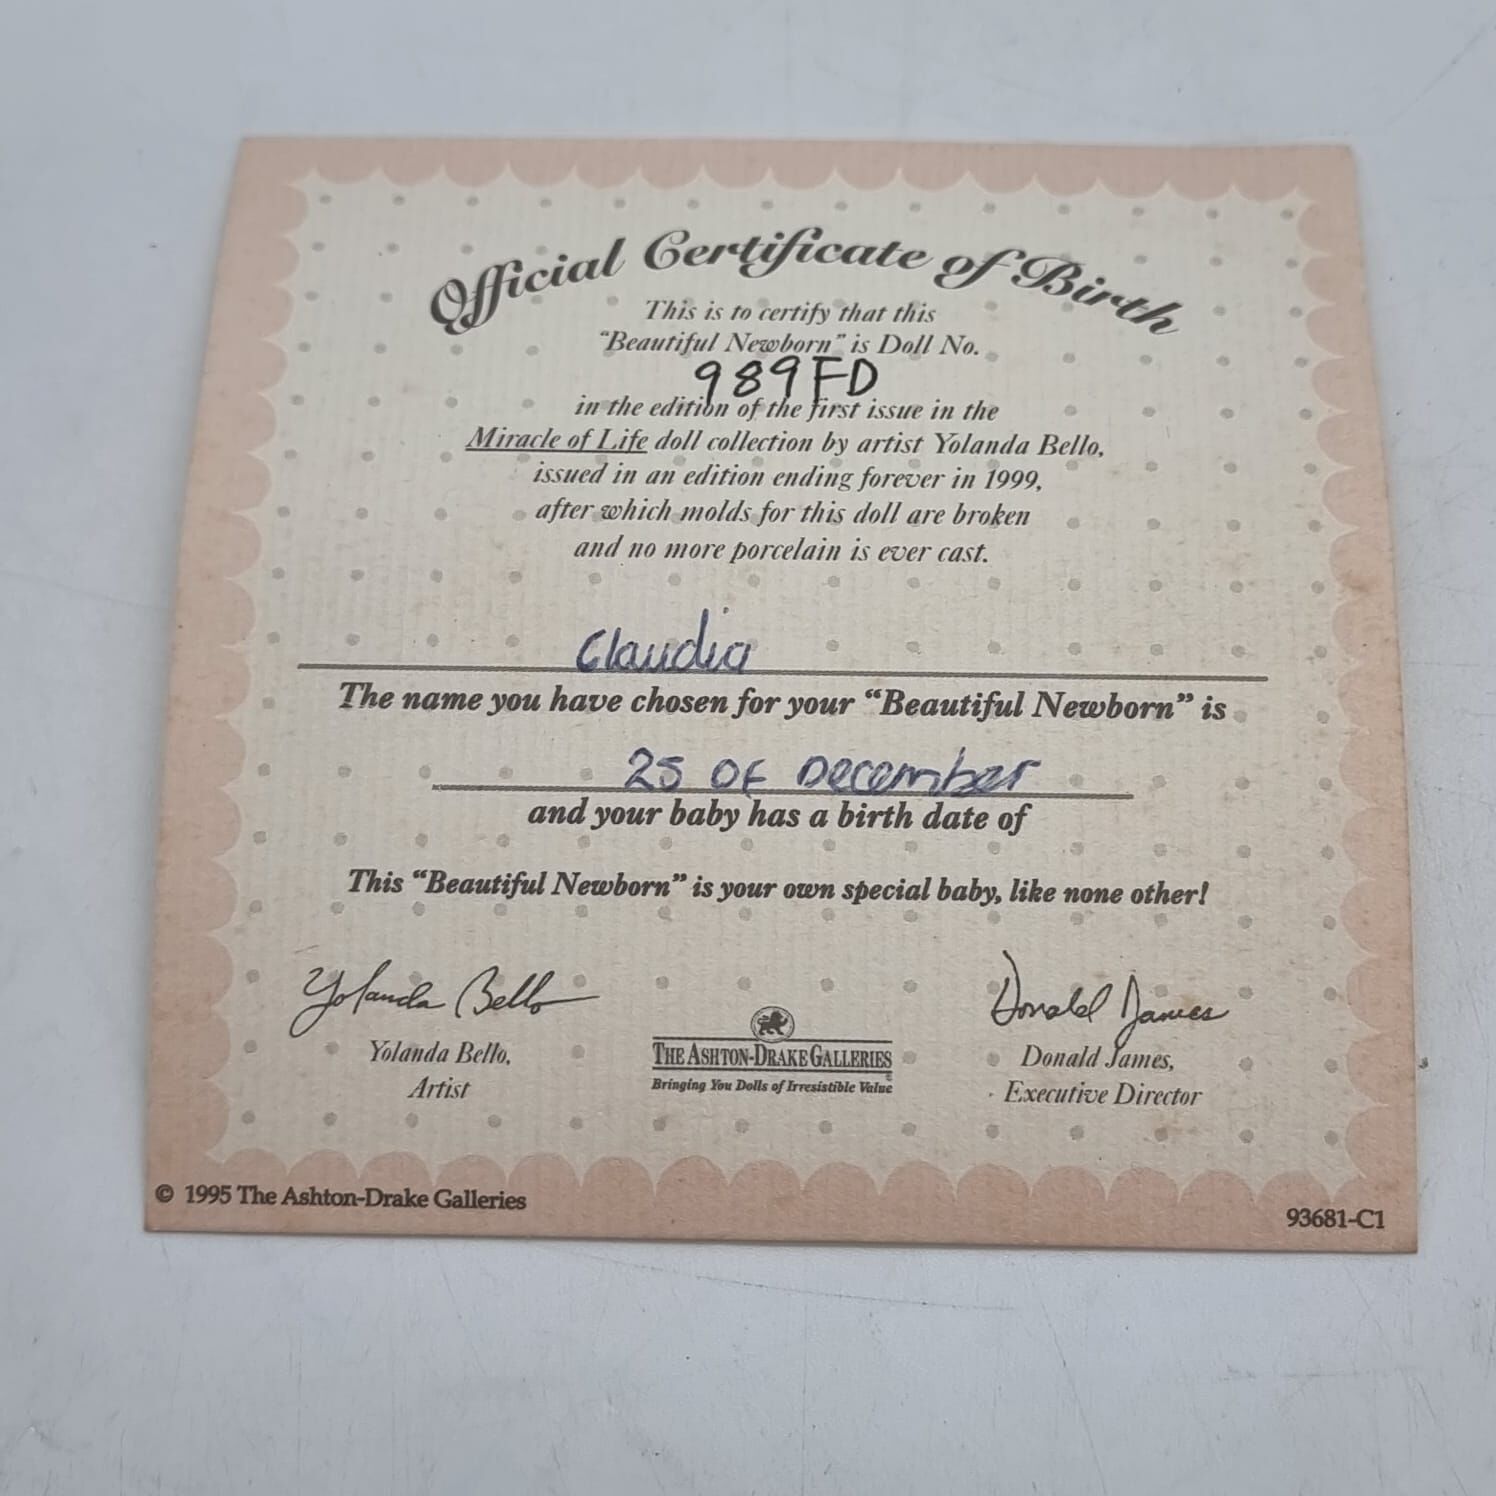 Official Certificate of Birth
This is to certify that this
"Beautiful Newborn" is Doll No.
989FD
in the edition of the first issue in the
Miracle of Life doll collection by artist Yolanda Bello,
issued in an edition ending forever in 1999,
after which molds for this doll are broken
and no more porcelain is ever cast.
Claudia
The name you have chosen for your "Beautiful Newborn" is
25 OF December
and your baby has a birth date of
This "Beautiful Newborn" is your own special baby, like none other!
Yolanda Bello
Yolanda Bello,
Artist
THE ASHTON-DRAKE GALLERIES
Bringing You Dolls of Irresistible Value
Donald James
Donald James,
Executive Director
© 1995 The Ashton-Drake Galleries
93681-C1